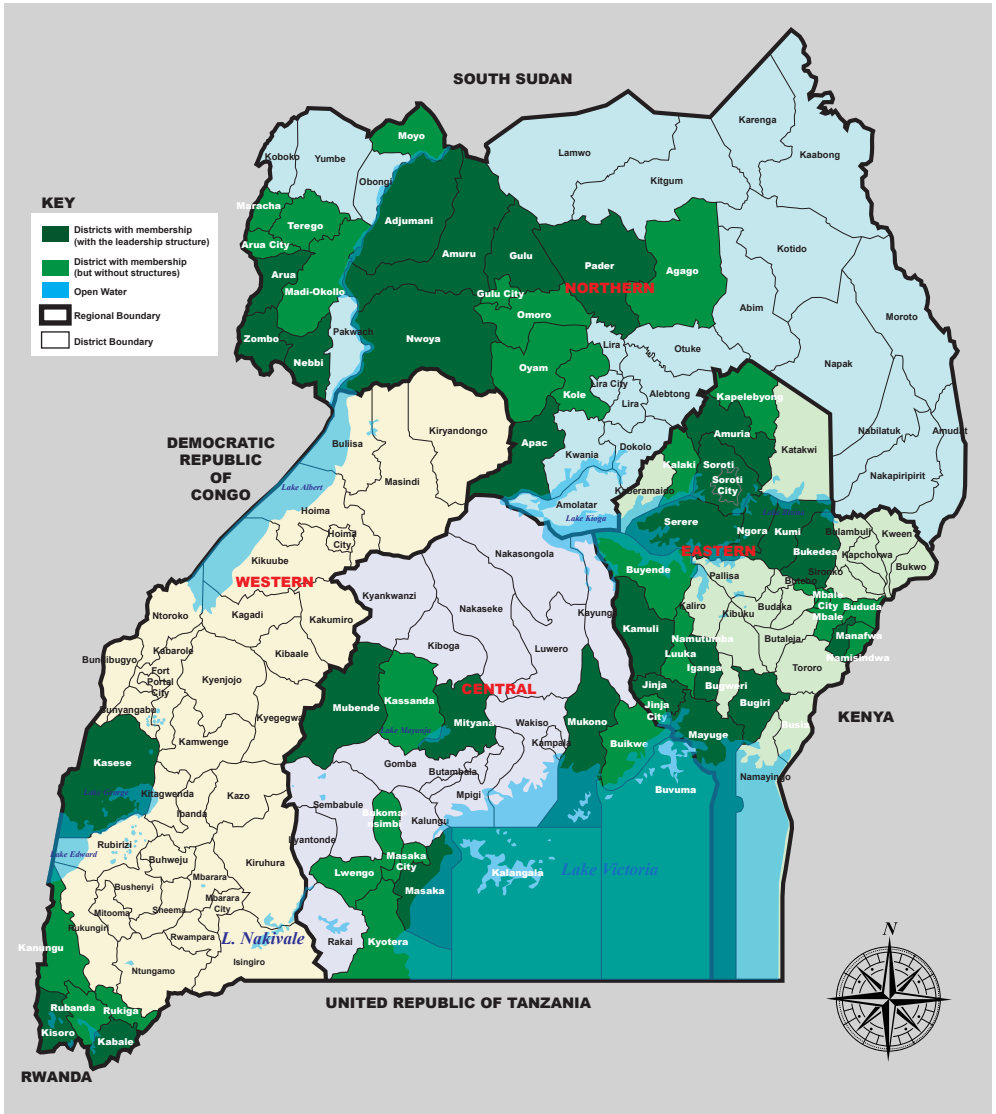 SOUTH SUDAN
Karenga
Moyo
Kaabong
Lamwo
Koboko
Yumbe
Kitgum
Obongi
KEY
Districts with membership
(with the leadership structure)
District with membership
(but without structures)
Open Water
Regional Boundary
District Boundary
Maracha
Terego
Adjumani
Arua City
Kotido
Amuru
Gulu
Pader
Agago
Arua
NORTHERN
Madi-Okollo
Gulu City
Abim
Omoro
Moroto
Pakwach
Zombo
Nwoya
Lira
Otuke
Nebbi
Oyam
Napak
Lira City
Kole
Alebtong
Lira
Kapelebyong
Kiryandongo
Nabilatuk
Amudat
Amuria
DEMOCRATIC
REPUBLIC
OF
CONGO
Buliisa
Apac
Dokolo
Katakwi
Kwania
Kalaki
Soroti
Nakapiripirit
Soroti
City
Masindi
Lake Albert
Kaberamaido
Amolatar
Hoima
Lake Kioga
Serere
Ngora
Kumi
Hoima
City
EASTERN
Bulambuli
Kween
Nakasongola
Bukedea
Kapchorwa
Kikuube
Buyende
Bukwo
Sironko
Pallisa
Butebo
WESTERN
Kyankwanzi
Mbale
City
Nakaseke
Kaliro
Budaka
Bududa
Ntoroko
Kagadi
Kakumiro
Kayunga
Kibuku
Mbale
Kamuli
Namutumba
Butaleja
Manafwa
Kabarole
Kiboga
Luwero
Luuka
Namisindwa
Bundibugyo
Kibaale
Iganga
Tororo
Fort
Portal
City
Kyenjojo
CENTRAL
Jinja
Bugweri
Mubende
Kassanda
Bugiri
Bunyangabu
Jinja
City
Kyegegwa
Mityana
Wakiso
Mukono
Busia
KENYA
Lake Mayanja
Mayuge
Kamwenge
Kampala
Buikwe
Kasese
Gomba
Butambala
Namayingo
Buvuma
Lake George
Kitagwenda
Kazo
Mpigi
Sembabule
Ibanda
Bukoma-
nsimbi
Kalungu
Lyantonde
Rubirizi
Lake Edward
Buhweju
Kiruhura
Masaka
City
Lwengo
Kalangala
Lake Victoria
Mbarara
Bushenyi
Masaka
Mbarara
City
Mitooma
Sheema
Rukungiri
Rwampara
L. Nakivale
Rakai
Kyotera
Kanungu
Isingiro
Ntungamo
N
UNITED REPUBLIC OF TANZANIA
Rubanda
Rukiga
Kisoro
Kabale
RWANDA